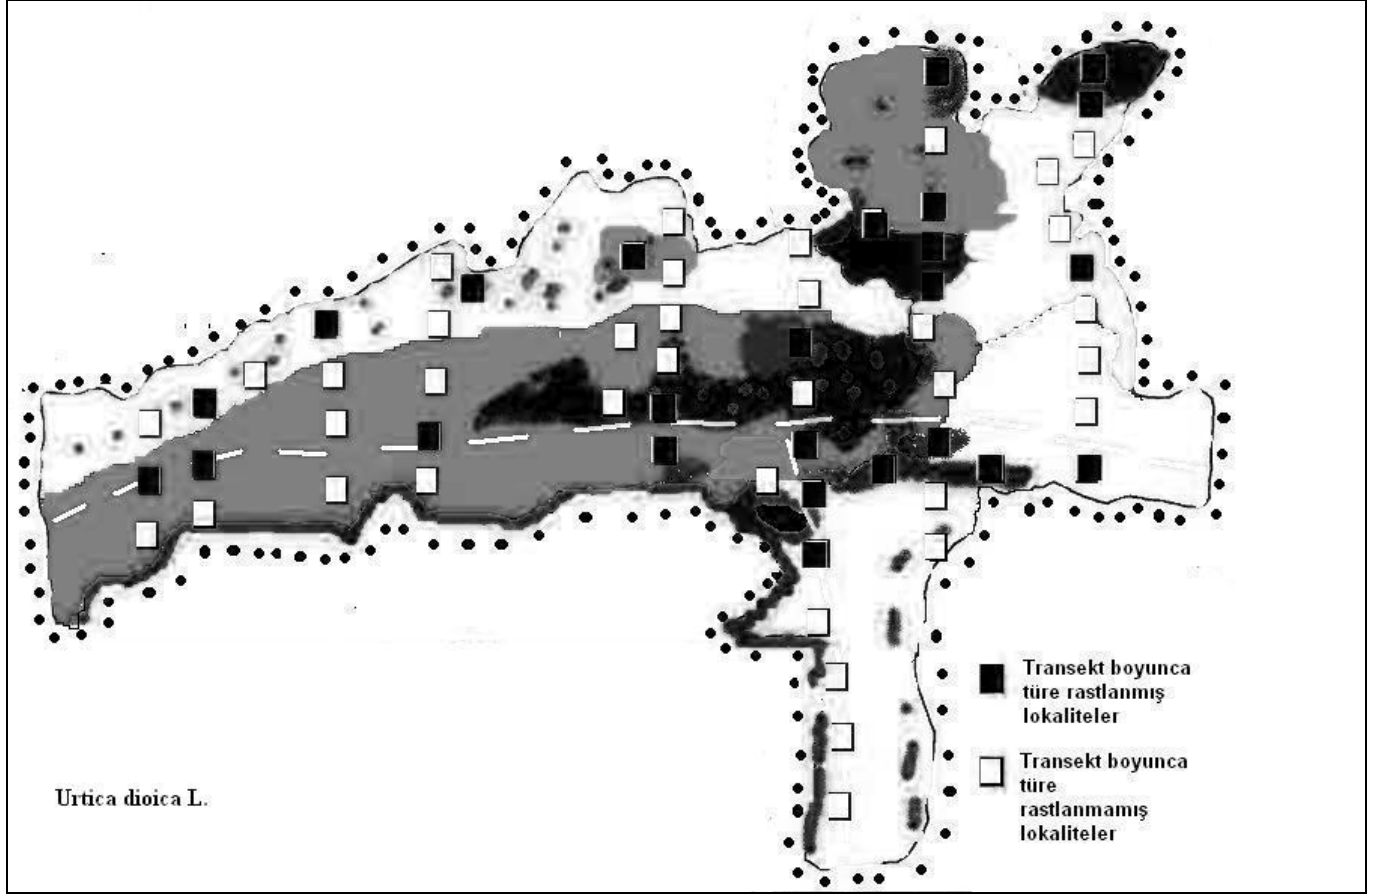 Transekt boyunca
türe rastlanmış
lokaliteler
Transekt boyunca
türe
rastlanmamış
lokaliteler
Urtica dioica L.